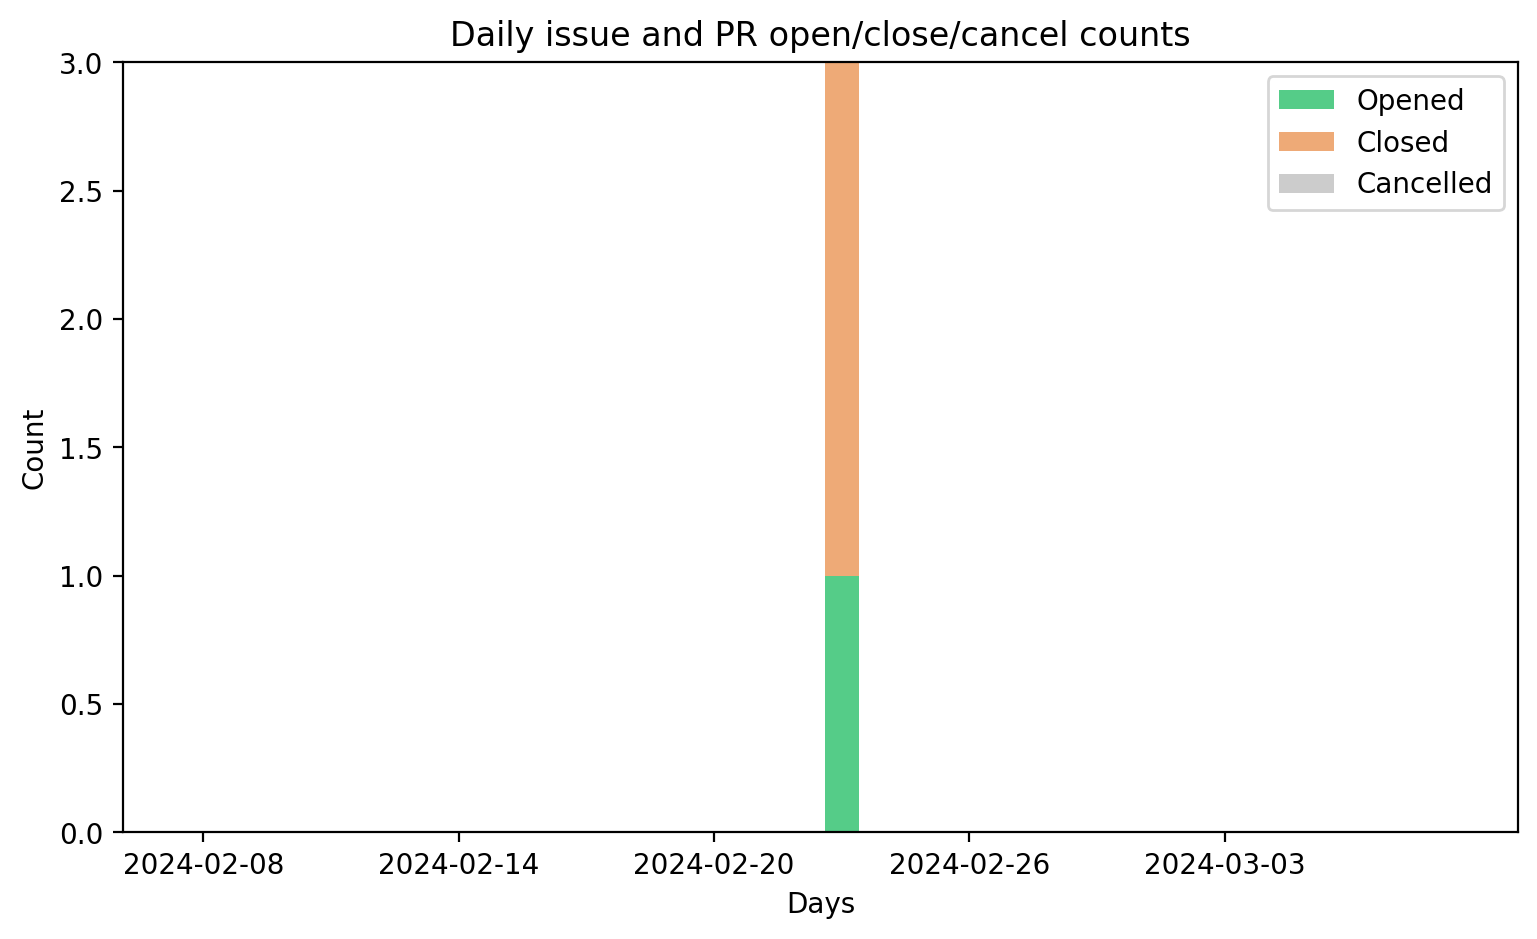 Daily issue and PR open/close/cancel counts
3.0
2.5
2.0
1.5
1.0
0.5
0.0
Count
Opened
Closed
Cancelled
2024-02-08 2024-02-14 2024-02-20 2024-02-26 2024-03-03
Days